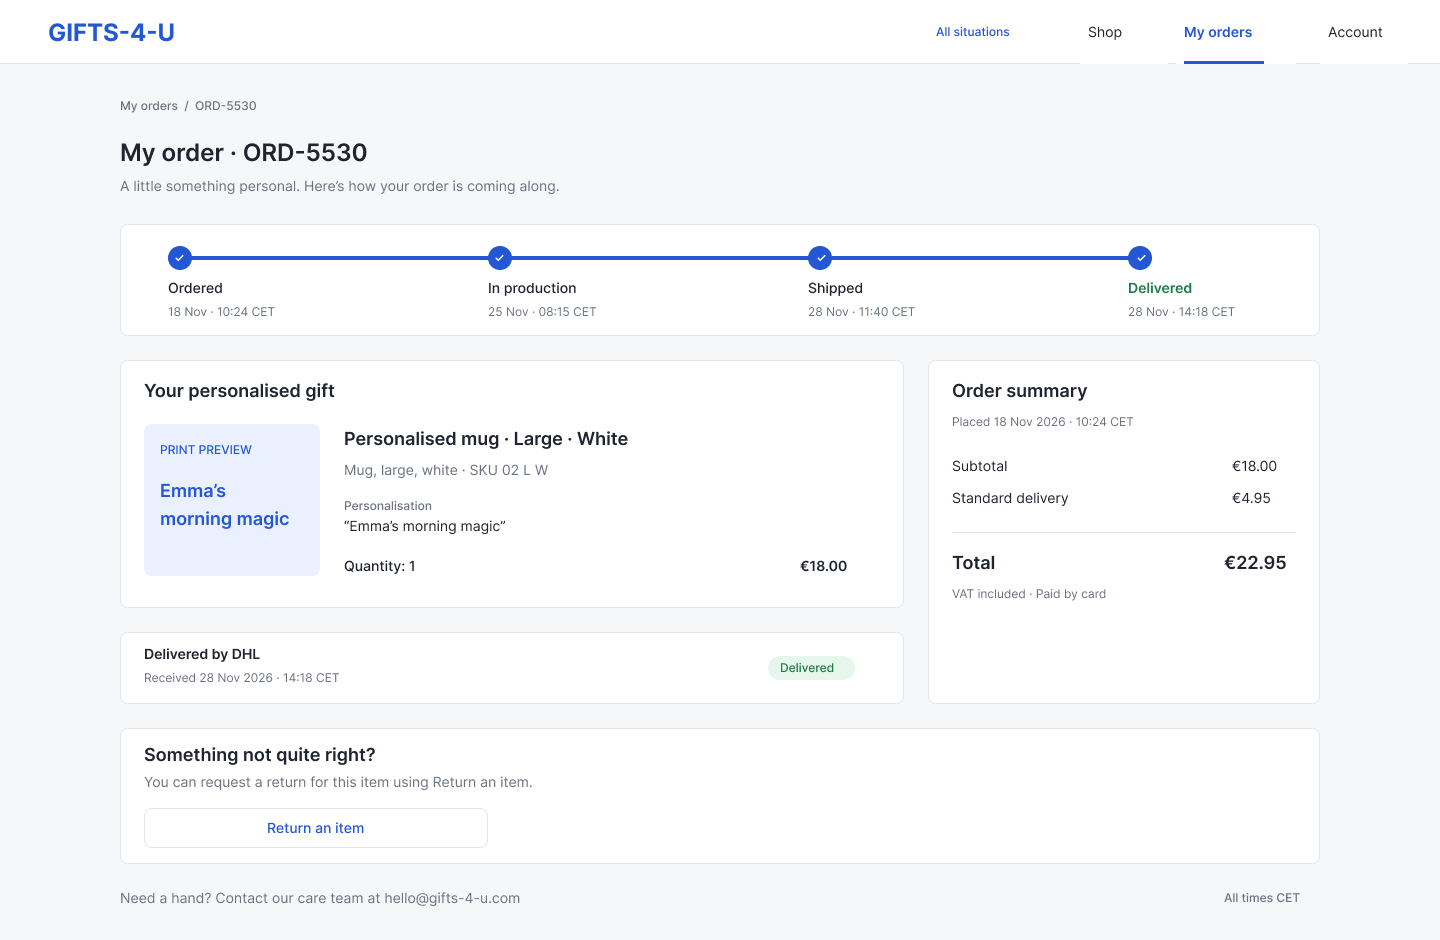 GIFTS-4-U
All situations
Shop
My orders
Account
My orders / ORD-5530
My order · ORD-5530
A little something personal. Here’s how your order is coming along.
Ordered
18 Nov · 10:24 CET
In production
25 Nov · 08:15 CET
Shipped
28 Nov · 11:40 CET
Delivered
28 Nov · 14:18 CET
Your personalised gift
PRINT PREVIEW
Emma’s
morning magic
Personalised mug · Large · White
Mug, large, white · SKU 02 L W
Personalisation
“Emma’s morning magic”
Quantity: 1
€18.00
Order summary
Placed 18 Nov 2026 · 10:24 CET
Subtotal €18.00
Standard delivery €4.95
Total €22.95
VAT included · Paid by card
Delivered by DHL
Received 28 Nov 2026 · 14:18 CET
Delivered
Something not quite right?
You can request a return for this item using Return an item.
Return an item
Need a hand? Contact our care team at hello@gifts-4-u.com
All times CET